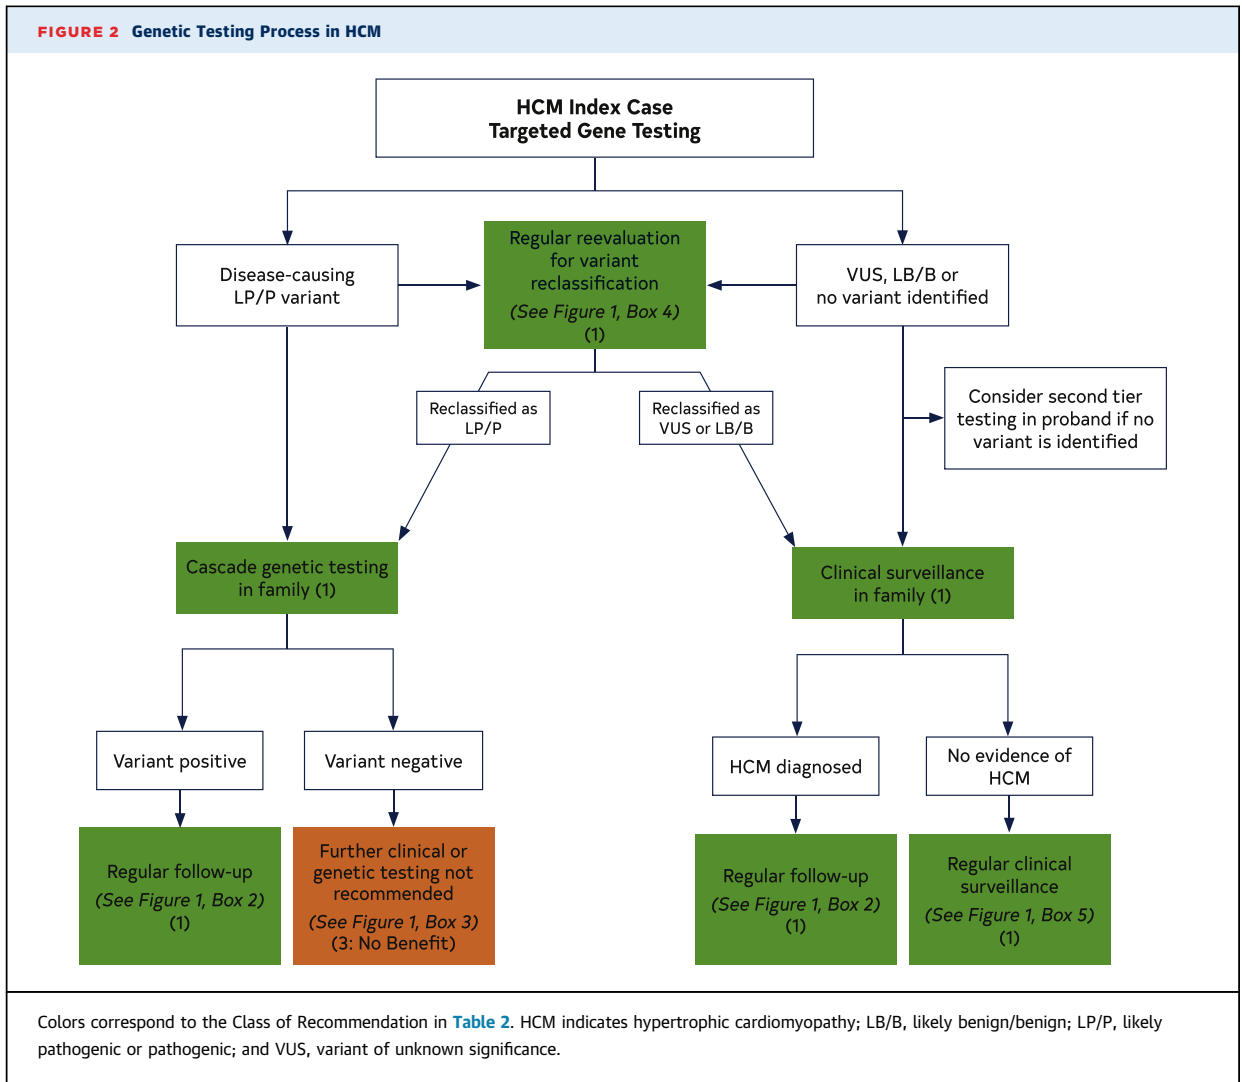 FIGURE 2 Genetic Testing Process in HCM
HCM Index Case
Targeted Gene Testing
Disease-causing
LP/P variant
Regular reevaluation
for variant
reclassification
(See Figure 1, Box 4)
(1)
VUS, LB/B or
no variant identified
Consider second tier
testing in proband if no
variant is identified
Reclassified as
LP/P
Reclassified as
VUS or LB/B
Cascade genetic testing
in family (1)
Clinical surveillance
in family (1)
Variant positive
Variant negative
HCM diagnosed
No evidence of
HCM
Regular follow-up
(See Figure 1, Box 2)
(1)
Further clinical or
genetic testing not
recommended
(See Figure 1, Box 3)
(3: No Benefit)
Regular follow-up
(See Figure 1, Box 2)
(1)
Regular clinical
surveillance
(See Figure 1, Box 5)
(1)
Colors correspond to the Class of Recommendation in Table 2. HCM indicates hypertrophic cardiomyopathy; LB/B, likely benign/benign; LP/P, likely
pathogenic or pathogenic; and VUS, variant of unknown significance.